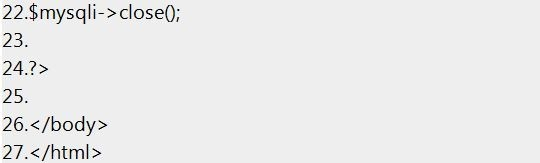 22.$mysqli->close();
23.
24.?>
25.
26.</body>
27.</html>